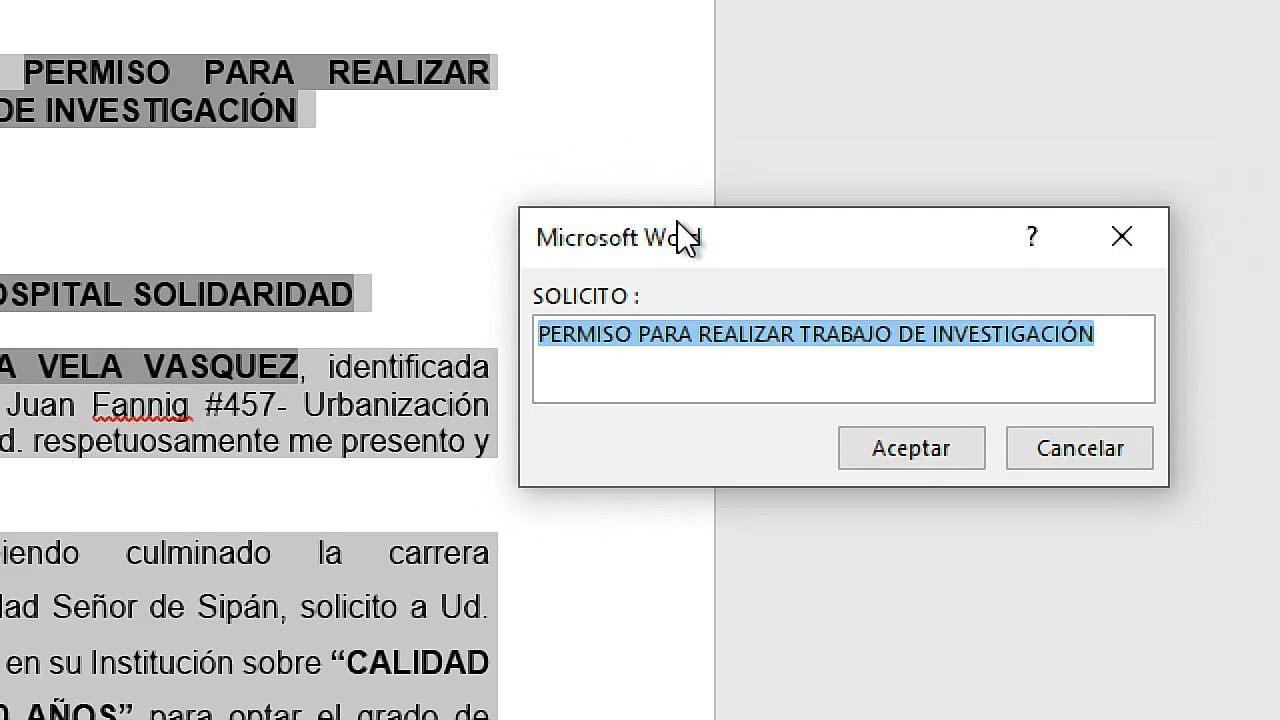 PERMISO PARA REALIZAR
DE INVESTIGACIÓN
OSPITAL SOLIDARIDAD
A VELA VASQUEZ, identificada
Juan Fannig #457- Urbanización
d. respetuosamente me presento y
iendo culminado la carrera
dad Señor de Sipán, solicito a Ud.
en su Institución sobre “CALIDAD
0 AÑOS” para optar el grado de
Microsoft Word
?
SOLICITO :
PERMISO PARA REALIZAR TRABAJO DE INVESTIGACIÓN
Aceptar
Cancelar